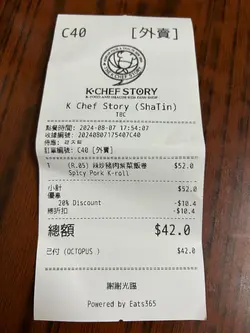 C40 [外賣]
K-CHEF STORY
K Chef Story (ShaTin)
TBC
點餐時間: 2024-08-07 17:54:07
收據編號: 20240807175407C40
訂單編號: C40 [外賣]
1 (R.05) 辣炒豬肉紫菜飯卷 $52.0
Spicy Pork K-roll
小計 $52.0
優惠
20% Discount -$10.4
總折扣 -$10.4
總額 $42.0
已付 (OCTOPUS ) $42.0
謝謝光臨
Powered by Eats365